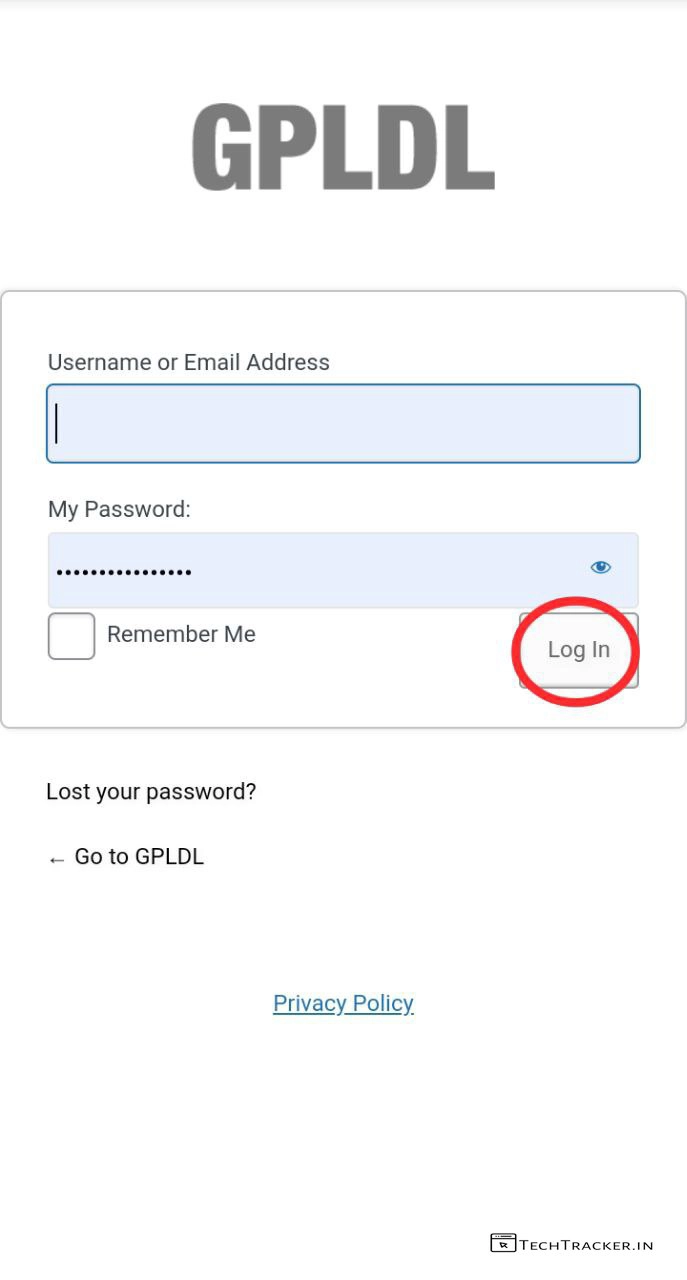 GPLDL
Username or Email Address
My Password:
••••••••••••••••
Remember Me
Log In
Lost your password?
← Go to GPLDL
Privacy Policy
TechTracker.in